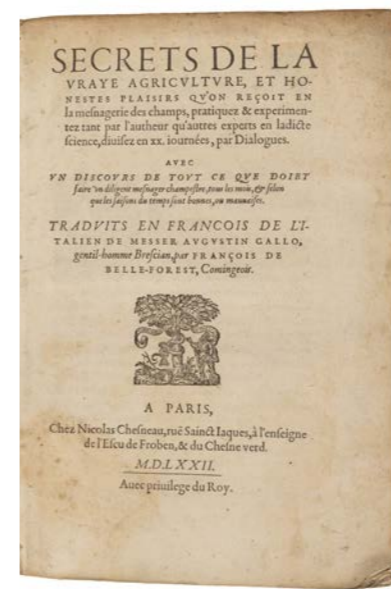 SECRETS DE LA
VRAYE AGRICVLTVRE, ET HO-
NESTES PLAISIRS QV'ON REÇOIT EN
la mesnagerie des champs, pratiquez & experimen-
tez tant par l'autheur qu'autres experts en ladicte
science, diuisez en xx. iournées, par Dialogues.
AVEC
VN DISCOVRS DE TOVT CE QVE DOIBT
faire vn diligent mesnager champestre, tous les mois, & selon
que les saisons du temps sont bonnes, ou mauuaises.
TRADVITS EN FRANCOIS DE L'I-
TALIEN DE MESSER AVGVSTIN GALLO,
gentil-homme Brescian, par FRANÇOIS DE
BELLE-FOREST, Comingeois.
A PARIS,
Chez Nicolas Chesneau, ruë Sainct Iaques, à l'enseigne
de l'Escu de Froben, & du Chesne verd.
M.D.LXXII.
Auec priuilege du Roy.